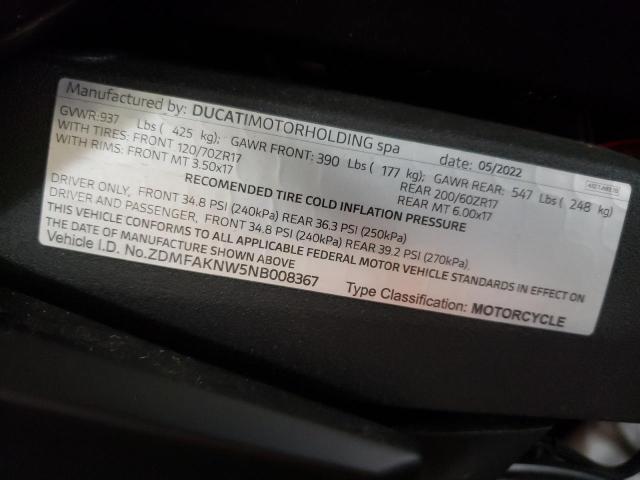 Manufactured by: DUCATIMOTORHOLDING spa date: 05/2022
GVWR:937 Lbs ( 425 kg); GAWR FRONT: 390 Lbs ( 177 kg); GAWR REAR: 547 Lbs ( 248 kg)
WITH TIRES: FRONT 120/70ZR17 REAR 200/60ZR17
WITH RIMS: FRONT MT 3.50x17 REAR MT 6.00x17
RECOMENDED TIRE COLD INFLATION PRESSURE
DRIVER ONLY, FRONT 34.8 PSI (240kPa) REAR 36.3 PSI (250kPa)
DRIVER AND PASSENGER, FRONT 34.8 PSI (240kPa) REAR 39.2 PSI (270kPa)
THIS VEHICLE CONFORMS TO ALL APPLICABLE FEDERAL MOTOR VEHICLE STANDARDS IN EFFECT ON
THE DATE OF MANUFACTURE SHOWN ABOVE
Vehicle I.D. No.ZDMFAKNW5NB008367 Type Classification: MOTORCYCLE